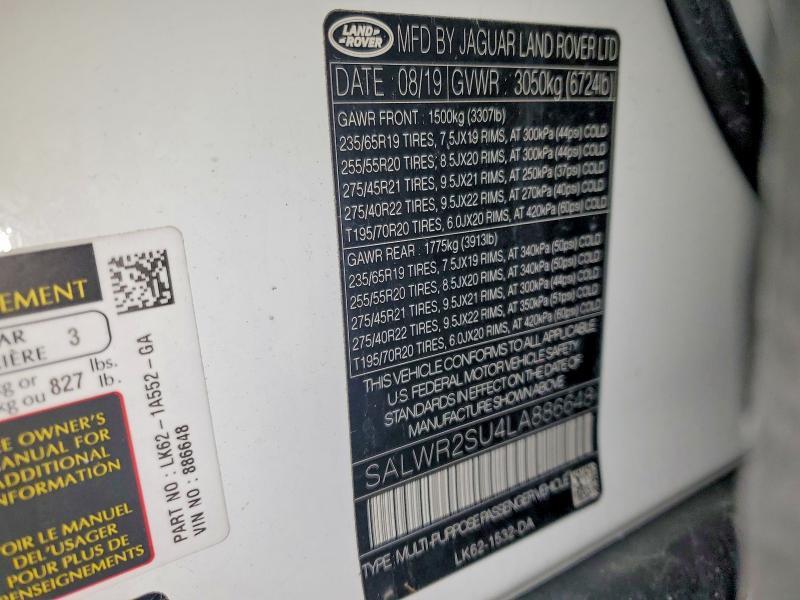 LAND
ROVER
MFD BY JAGUAR LAND ROVER LTD
DATE 08/19 GVWR : 3050kg (6724lb)
GAWR FRONT : 1500kg (3307lb)
235/65R19 TIRES, 7.5JX19 RIMS, AT 300kPa (44psi) COLD
255/55R20 TIRES, 8.5JX20 RIMS, AT 300kPa (44psi) COLD
275/45R21 TIRES, 9.5JX21 RIMS, AT 250kPa (37psi) COLD
275/40R22 TIRES, 9.5JX22 RIMS, AT 270kPa (40psi) COLD
T195/70R20 TIRES, 6.0JX20 RIMS, AT 420kPa (60psi) COLD
GAWR REAR : 1775kg (3913lb)
235/65R19 TIRES, 7.5JX19 RIMS, AT 340kPa (50psi) COLD
255/55R20 TIRES, 8.5JX20 RIMS, AT 340kPa (50psi) COLD
275/45R21 TIRES, 9.5JX21 RIMS, AT 300kPa (44psi) COLD
275/40R22 TIRES, 9.5JX22 RIMS, AT 350kPa (51psi) COLD
T195/70R20 TIRES, 6.0JX20 RIMS, AT 420kPa (60psi) COLD
THIS VEHICLE CONFORMS TO ALL APPLICABLE
U.S. FEDERAL MOTOR VEHICLE SAFETY
STANDARDS IN EFFECT ON THE DATE OF
MANUFACTURE SHOWN ABOVE
SALWR2SU4LA886648
TYPE: MULTI-PURPOSE PASSENGER VEHICLE
LK62-1532-DA
EMENT
AR
IÈRE 3
kg or
kg ou 827 lbs.
lb.
E OWNER'S
ANUAL FOR
ADDITIONAL
NFORMATION
OIR LE MANUEL
DEL'USAGER
POUR PLUS DE
ENSEIGNEMENTS
PART NO : LK62-1A552-GA
VIN NO : 886648